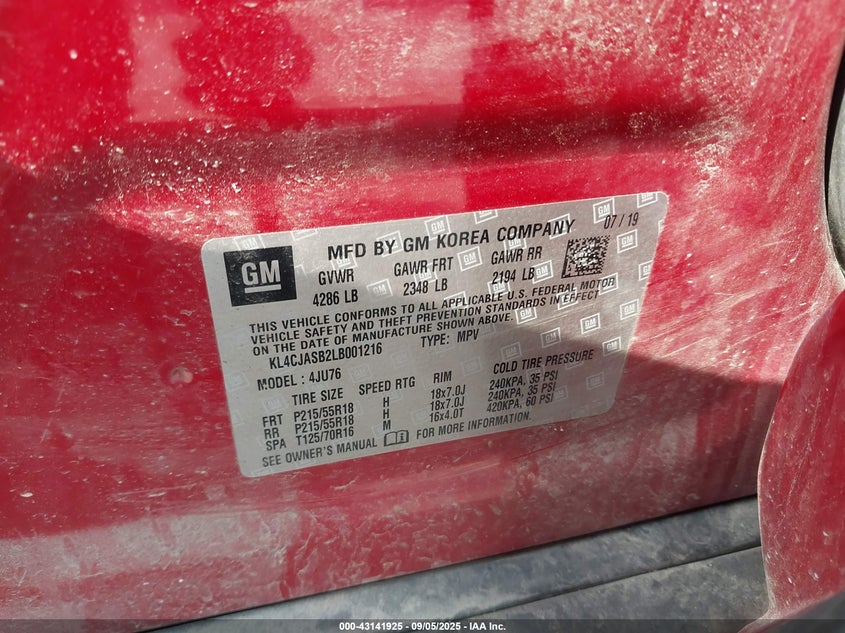 GM
MFD BY GM KOREA COMPANY 07 / 19
GVWR GAWR FRT GAWR RR
4286 LB 2348 LB 2194 LB
THIS VEHICLE CONFORMS TO ALL APPLICABLE U.S. FEDERAL MOTOR
VEHICLE SAFETY AND THEFT PREVENTION STANDARDS IN EFFECT
ON THE DATE OF MANUFACTURE SHOWN ABOVE.
KL4CJASB2LB001216 TYPE: MPV
MODEL : 4JU76
TIRE SIZE SPEED RTG RIM COLD TIRE PRESSURE
FRT P215/55R18 H 18x7.0J 240KPA, 35 PSI
RR P215/55R18 H 18x7.0J 240KPA, 35 PSI
SPA T125/70R16 M 16x4.0T 420KPA, 60 PSI
SEE OWNER'S MANUAL FOR MORE INFORMATION.
000-43141925 - 09/05/2025 - IAA Inc.